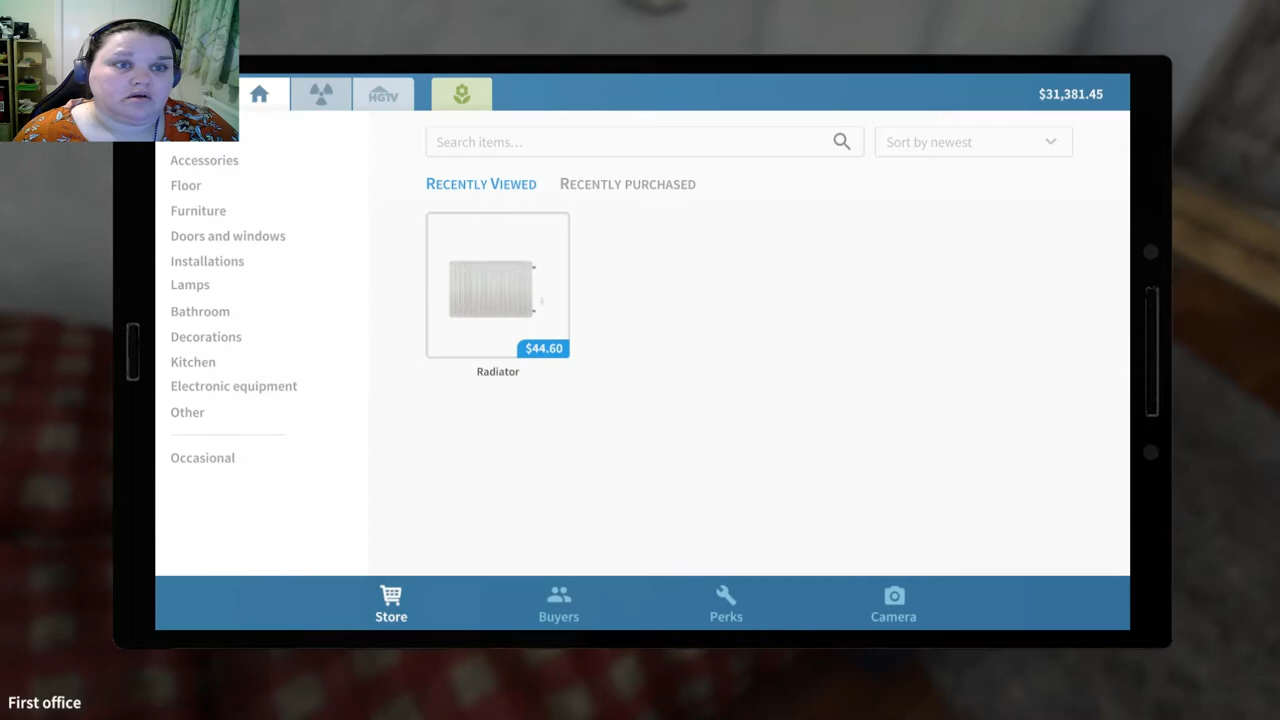 HGTV
$31,381.45
Search items...
Sort by newest
RECENTLY VIEWED
RECENTLY PURCHASED
Accessories
Floor
Furniture
Doors and windows
Installations
Lamps
Bathroom
Decorations
Kitchen
Electronic equipment
Other
Occasional
$44.60
Radiator
Store
Buyers
Perks
Camera
First office